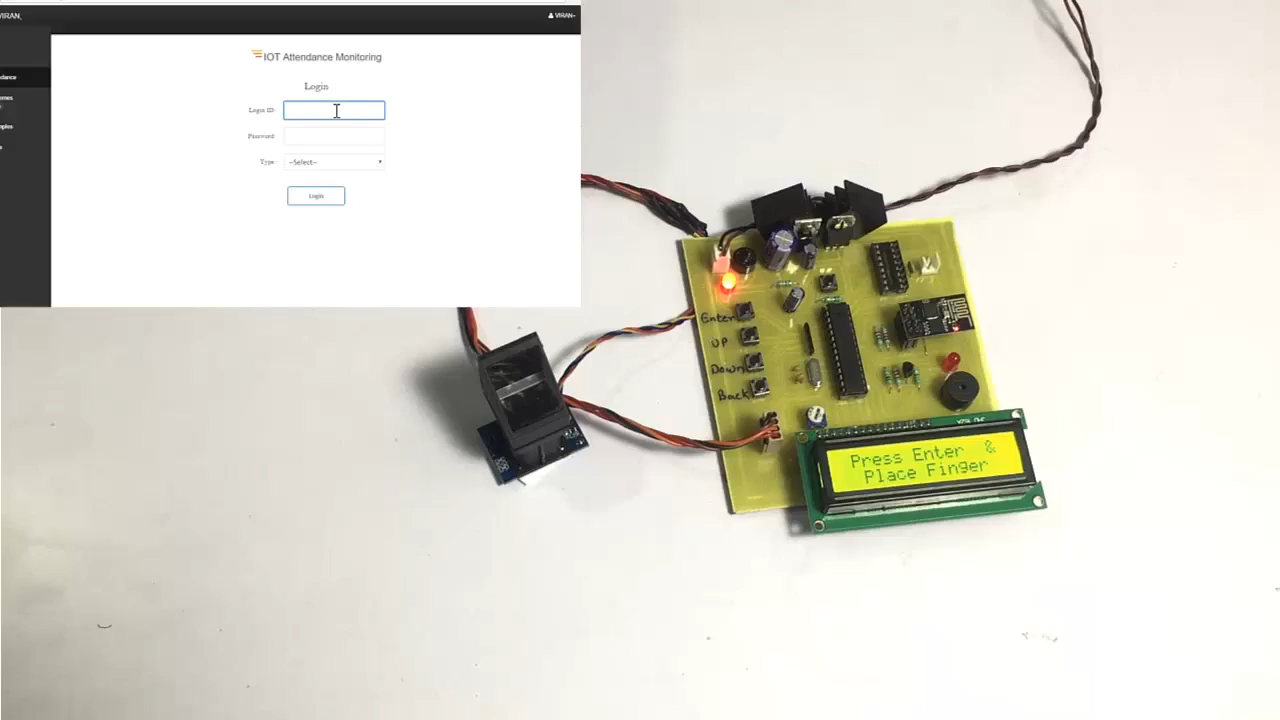 VIRAN
IOT Attendance Monitoring
Login
Login ID:
Password:
Type:
--Select--
Login
Enter
UP
Down
Back
Press Enter &
Place Finger